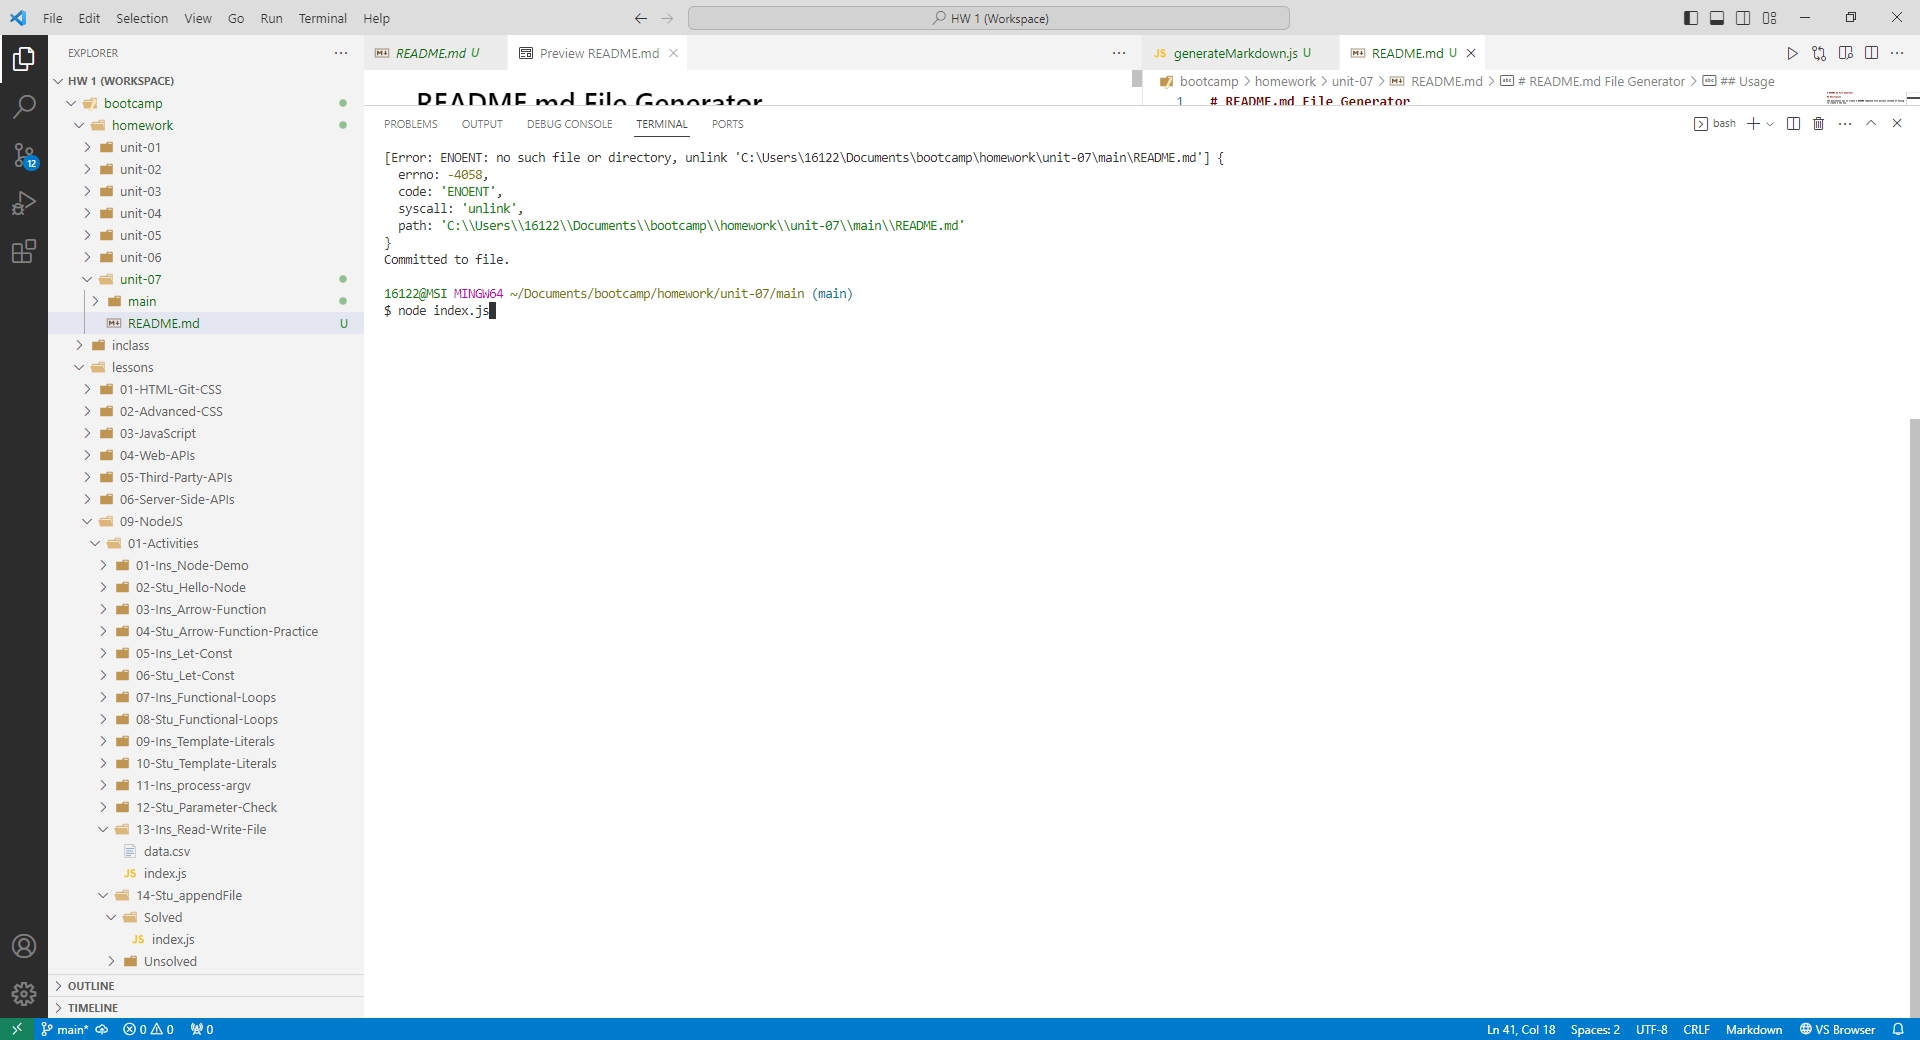 File Edit Selection View Go Run Terminal Help
HW 1 (Workspace)
EXPLORER
HW 1 (WORKSPACE)
bootcamp
homework
unit-01
unit-02
unit-03
unit-04
unit-05
unit-06
unit-07
main
README.md U
inclass
lessons
01-HTML-Git-CSS
02-Advanced-CSS
03-JavaScript
04-Web-APIs
05-Third-Party-APIs
06-Server-Side-APIs
09-NodeJS
01-Activities
01-Ins_Node-Demo
02-Stu_Hello-Node
03-Ins_Arrow-Function
04-Stu_Arrow-Function-Practice
05-Ins_Let-Const
06-Stu_Let-Const
07-Ins_Functional-Loops
08-Stu_Functional-Loops
09-Ins_Template-Literals
10-Stu_Template-Literals
11-Ins_process-argv
12-Stu_Parameter-Check
13-Ins_Read-Write-File
data.csv
JS index.js
14-Stu_appendFile
Solved
JS index.js
Unsolved
OUTLINE
TIMELINE
12
README.md U
Preview README.md
README.md File Generator
JS generateMarkdown.js U
README.md U
bootcamp > homework > unit-07 > README.md > # README.md File Generator > ## Usage
1 # README.md File Generator
PROBLEMS OUTPUT DEBUG CONSOLE TERMINAL PORTS
bash
[Error: ENOENT: no such file or directory, unlink 'C:\Users\16122\Documents\bootcamp\homework\unit-07\main\README.md'] {
errno: -4058,
code: 'ENOENT',
syscall: 'unlink',
path: 'C:\\Users\\16122\\Documents\\bootcamp\\homework\\unit-07\\main\\README.md'
}
Committed to file.
16122@MSI MINGW64 ~/Documents/bootcamp/homework/unit-07/main (main)
$ node index.js
main* 0 0 0
Ln 41, Col 18 Spaces: 2 UTF-8 CRLF Markdown VS Browser